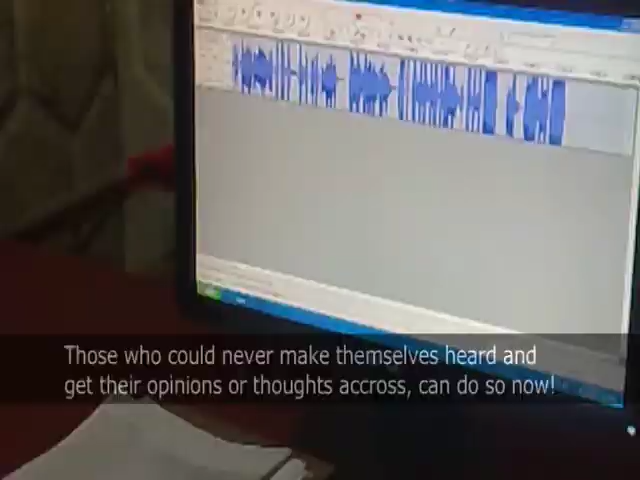 Those who could never make themselves heard and
get their opinions or thoughts accross, can do so now!